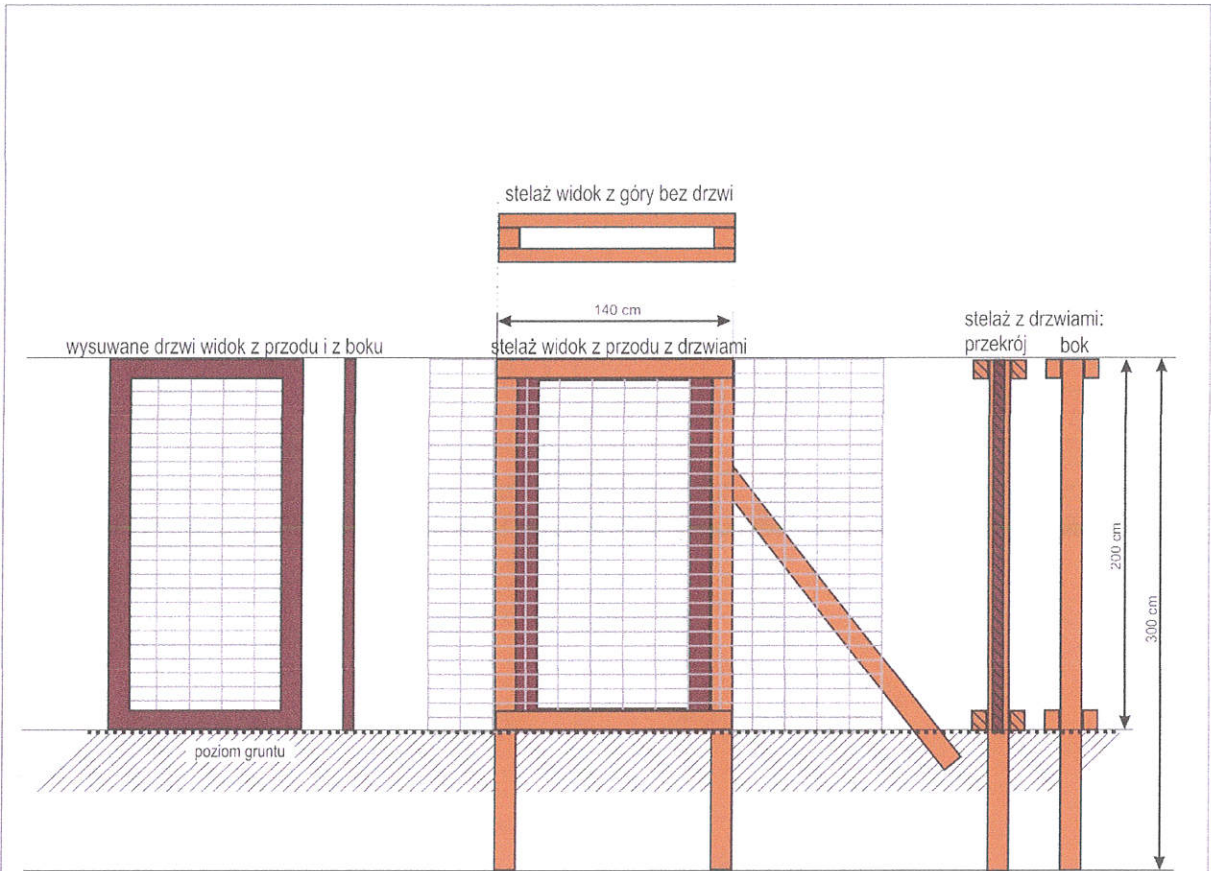 stelaż widok z góry bez drzwi
140 cm
wysuwane drzwi widok z przodu i z boku
stelaż widok z przodu z drzwiami
stelaż z drzwiami:
przekrój
bok
200 cm
300 cm
poziom gruntu